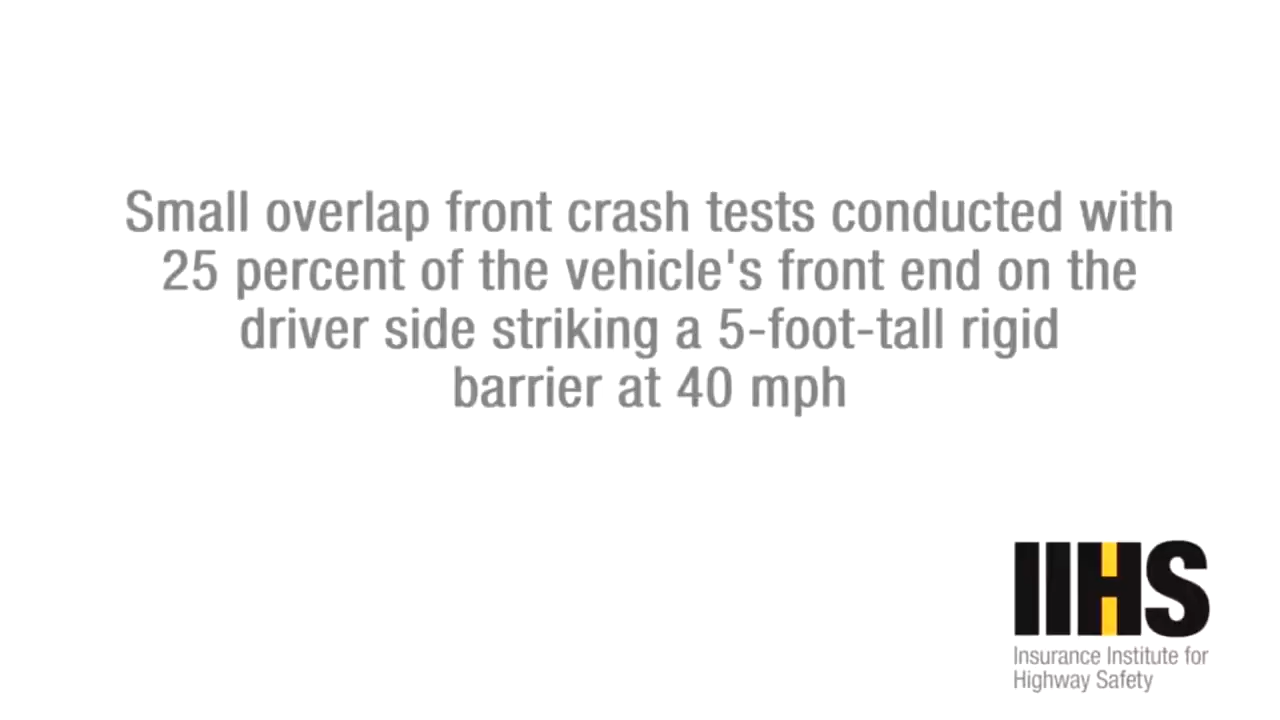 Small overlap front crash tests conducted with
25 percent of the vehicle's front end on the
driver side striking a 5-foot-tall rigid
barrier at 40 mph
IIHS
Insurance Institute for
Highway Safety